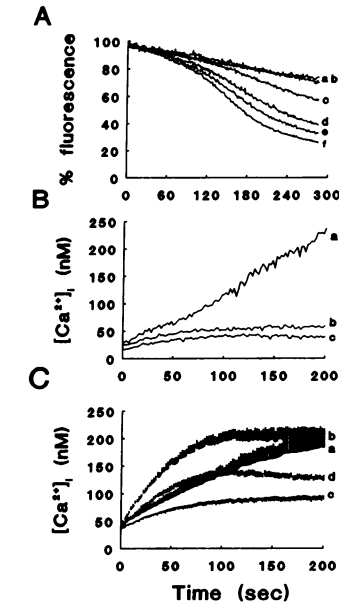 A
% fluorescence
100
80
60
40
20
0
a b
c
d
e
f
0 60 120 180 240 300
B
[Ca²⁺]ᵢ (nM)
250
200
150
100
50
0
a
b
c
0 50 100 150 200
C
[Ca²⁺]ᵢ (nM)
250
200
150
100
50
0
b
a
d
c
0 50 100 150 200
Time (sec)